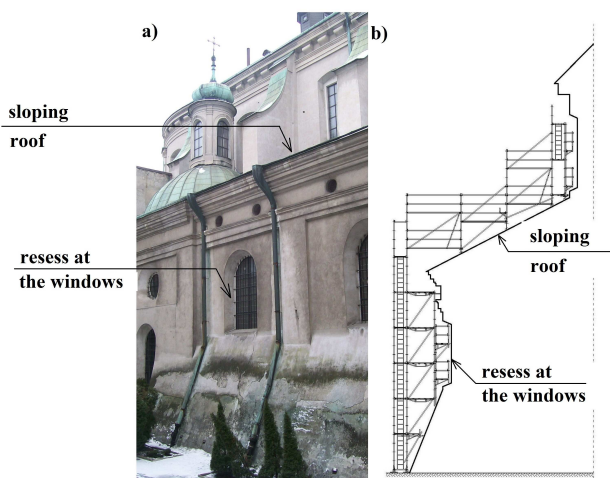 a)
sloping
roof
resess at
the windows
b)
sloping
roof
resess at
the windows